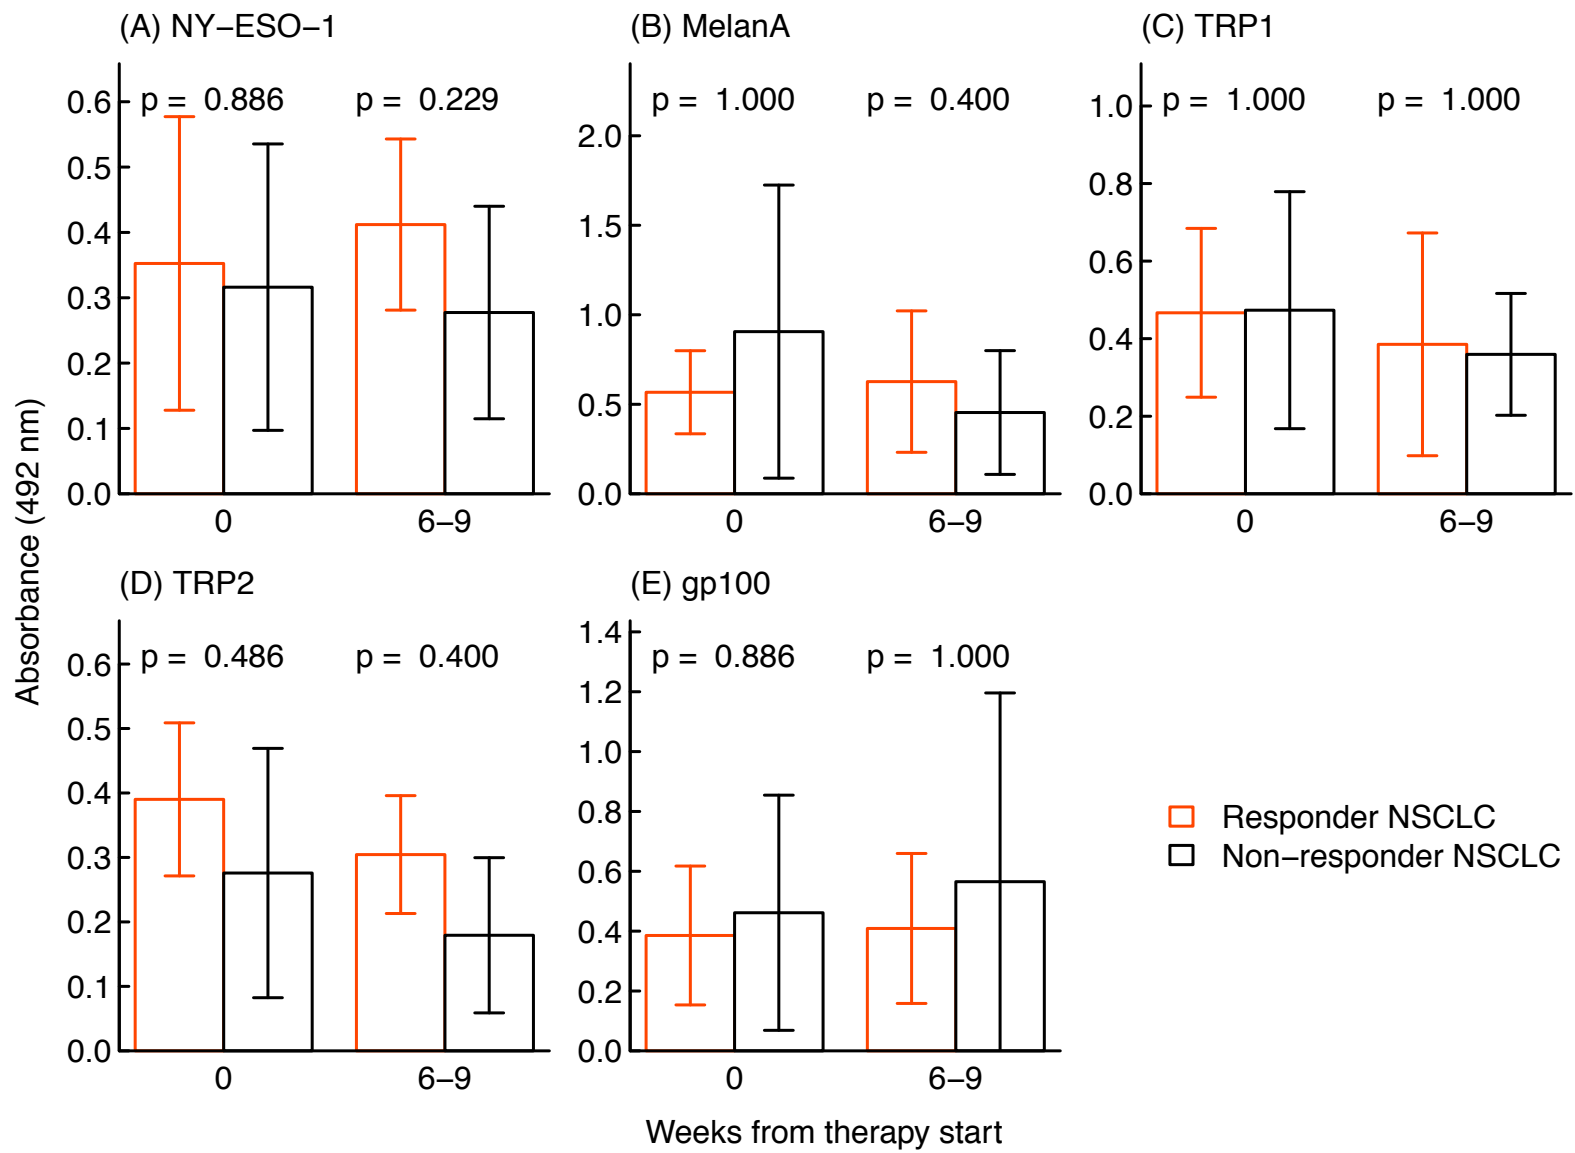 (A) NY−ESO−1
p = 0.886
p = 0.229
0.6
0.5
0.4
0.3
0.2
0.1
0.0
0
6−9
(B) MelanA
p = 1.000
p = 0.400
2.0
1.5
1.0
0.5
0.0
0
6−9
(C) TRP1
p = 1.000
p = 1.000
1.0
0.8
0.6
0.4
0.2
0.0
0
6−9
Absorbance (492 nm)
(D) TRP2
p = 0.486
p = 0.400
0.6
0.5
0.4
0.3
0.2
0.1
0.0
0
6−9
(E) gp100
p = 0.886
p = 1.000
1.4
1.2
1.0
0.8
0.6
0.4
0.2
0.0
0
6−9
Responder NSCLC
Non−responder NSCLC
Weeks from therapy start